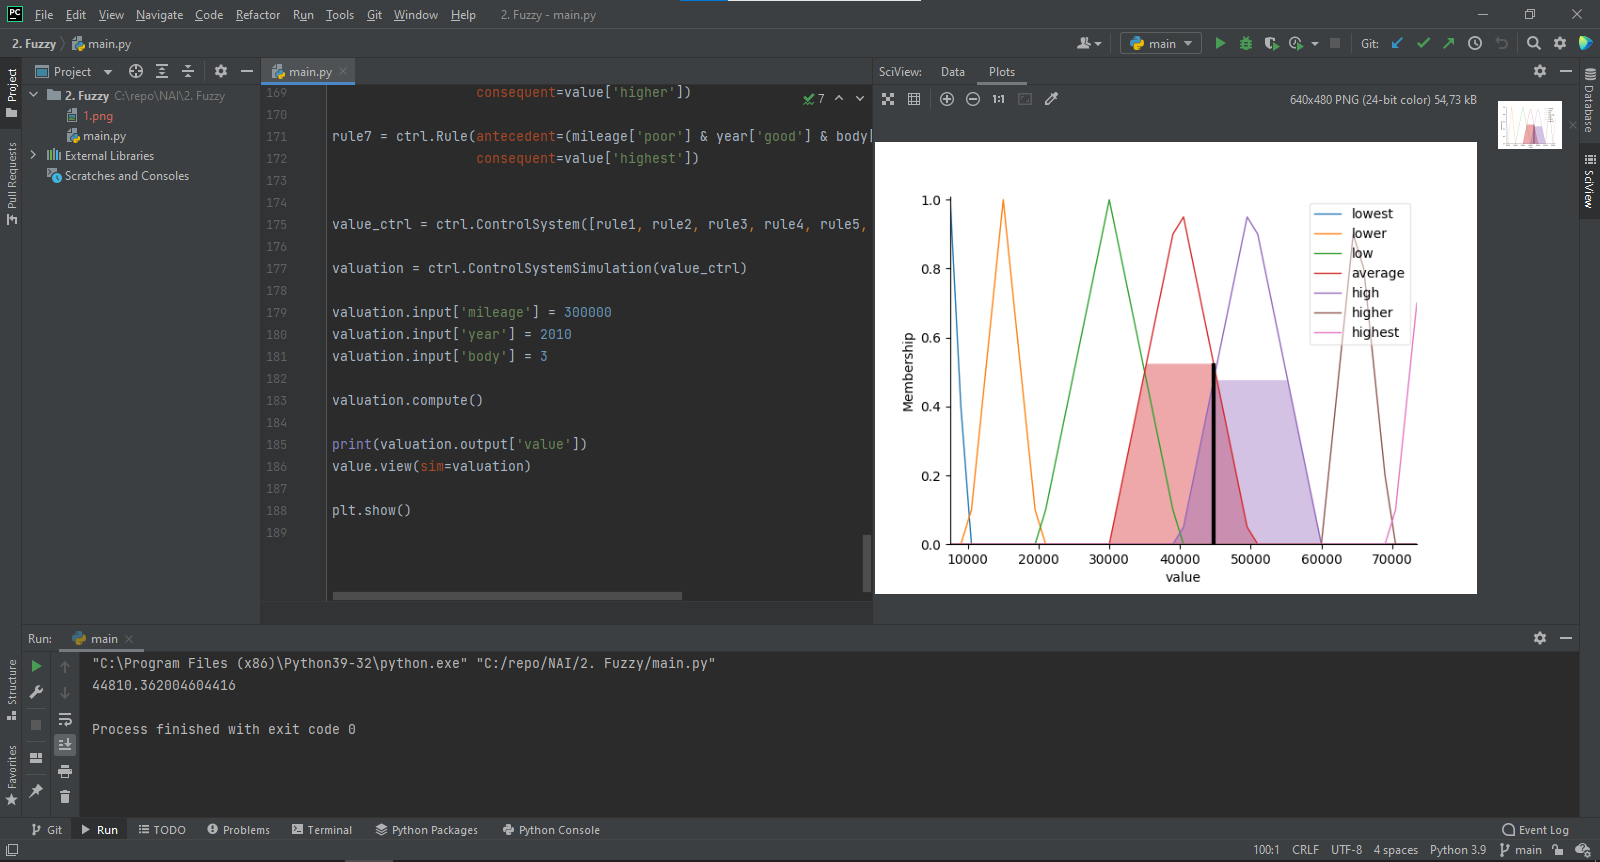 PC File Edit View Navigate Code Refactor Run Tools Git Window Help 2. Fuzzy - main.py
2. Fuzzy main.py main Git:
Project main.py SciView: Data Plots
2. Fuzzy C:\repo\NAI\2. Fuzzy
1.png
main.py
External Libraries
Scratches and Consoles
Project
Pull Requests
Structure
Favorites
7
169 consequent=value['higher'])
170
171 rule7 = ctrl.Rule(antecedent=(mileage['poor'] & year['good'] & body[
172 consequent=value['highest'])
173
174
175 value_ctrl = ctrl.ControlSystem([rule1, rule2, rule3, rule4, rule5,
176
177 valuation = ctrl.ControlSystemSimulation(value_ctrl)
178
179 valuation.input['mileage'] = 300000
180 valuation.input['year'] = 2010
181 valuation.input['body'] = 3
182
183 valuation.compute()
184
185 print(valuation.output['value'])
186 value.view(sim=valuation)
187
188 plt.show()
189
1:1 640x480 PNG (24-bit color) 54,73 kB
1.0
0.8
0.6
0.4
0.2
0.0
Membership
10000 20000 30000 40000 50000 60000 70000
value
lowest
lower
low
average
high
higher
highest
Database
SciView
Run: main
"C:\Program Files (x86)\Python39-32\python.exe" "C:/repo/NAI/2. Fuzzy/main.py"
44810.362004604416
Process finished with exit code 0
Git Run TODO Problems Terminal Python Packages Python Console Event Log
100:1 CRLF UTF-8 4 spaces Python 3.9 main